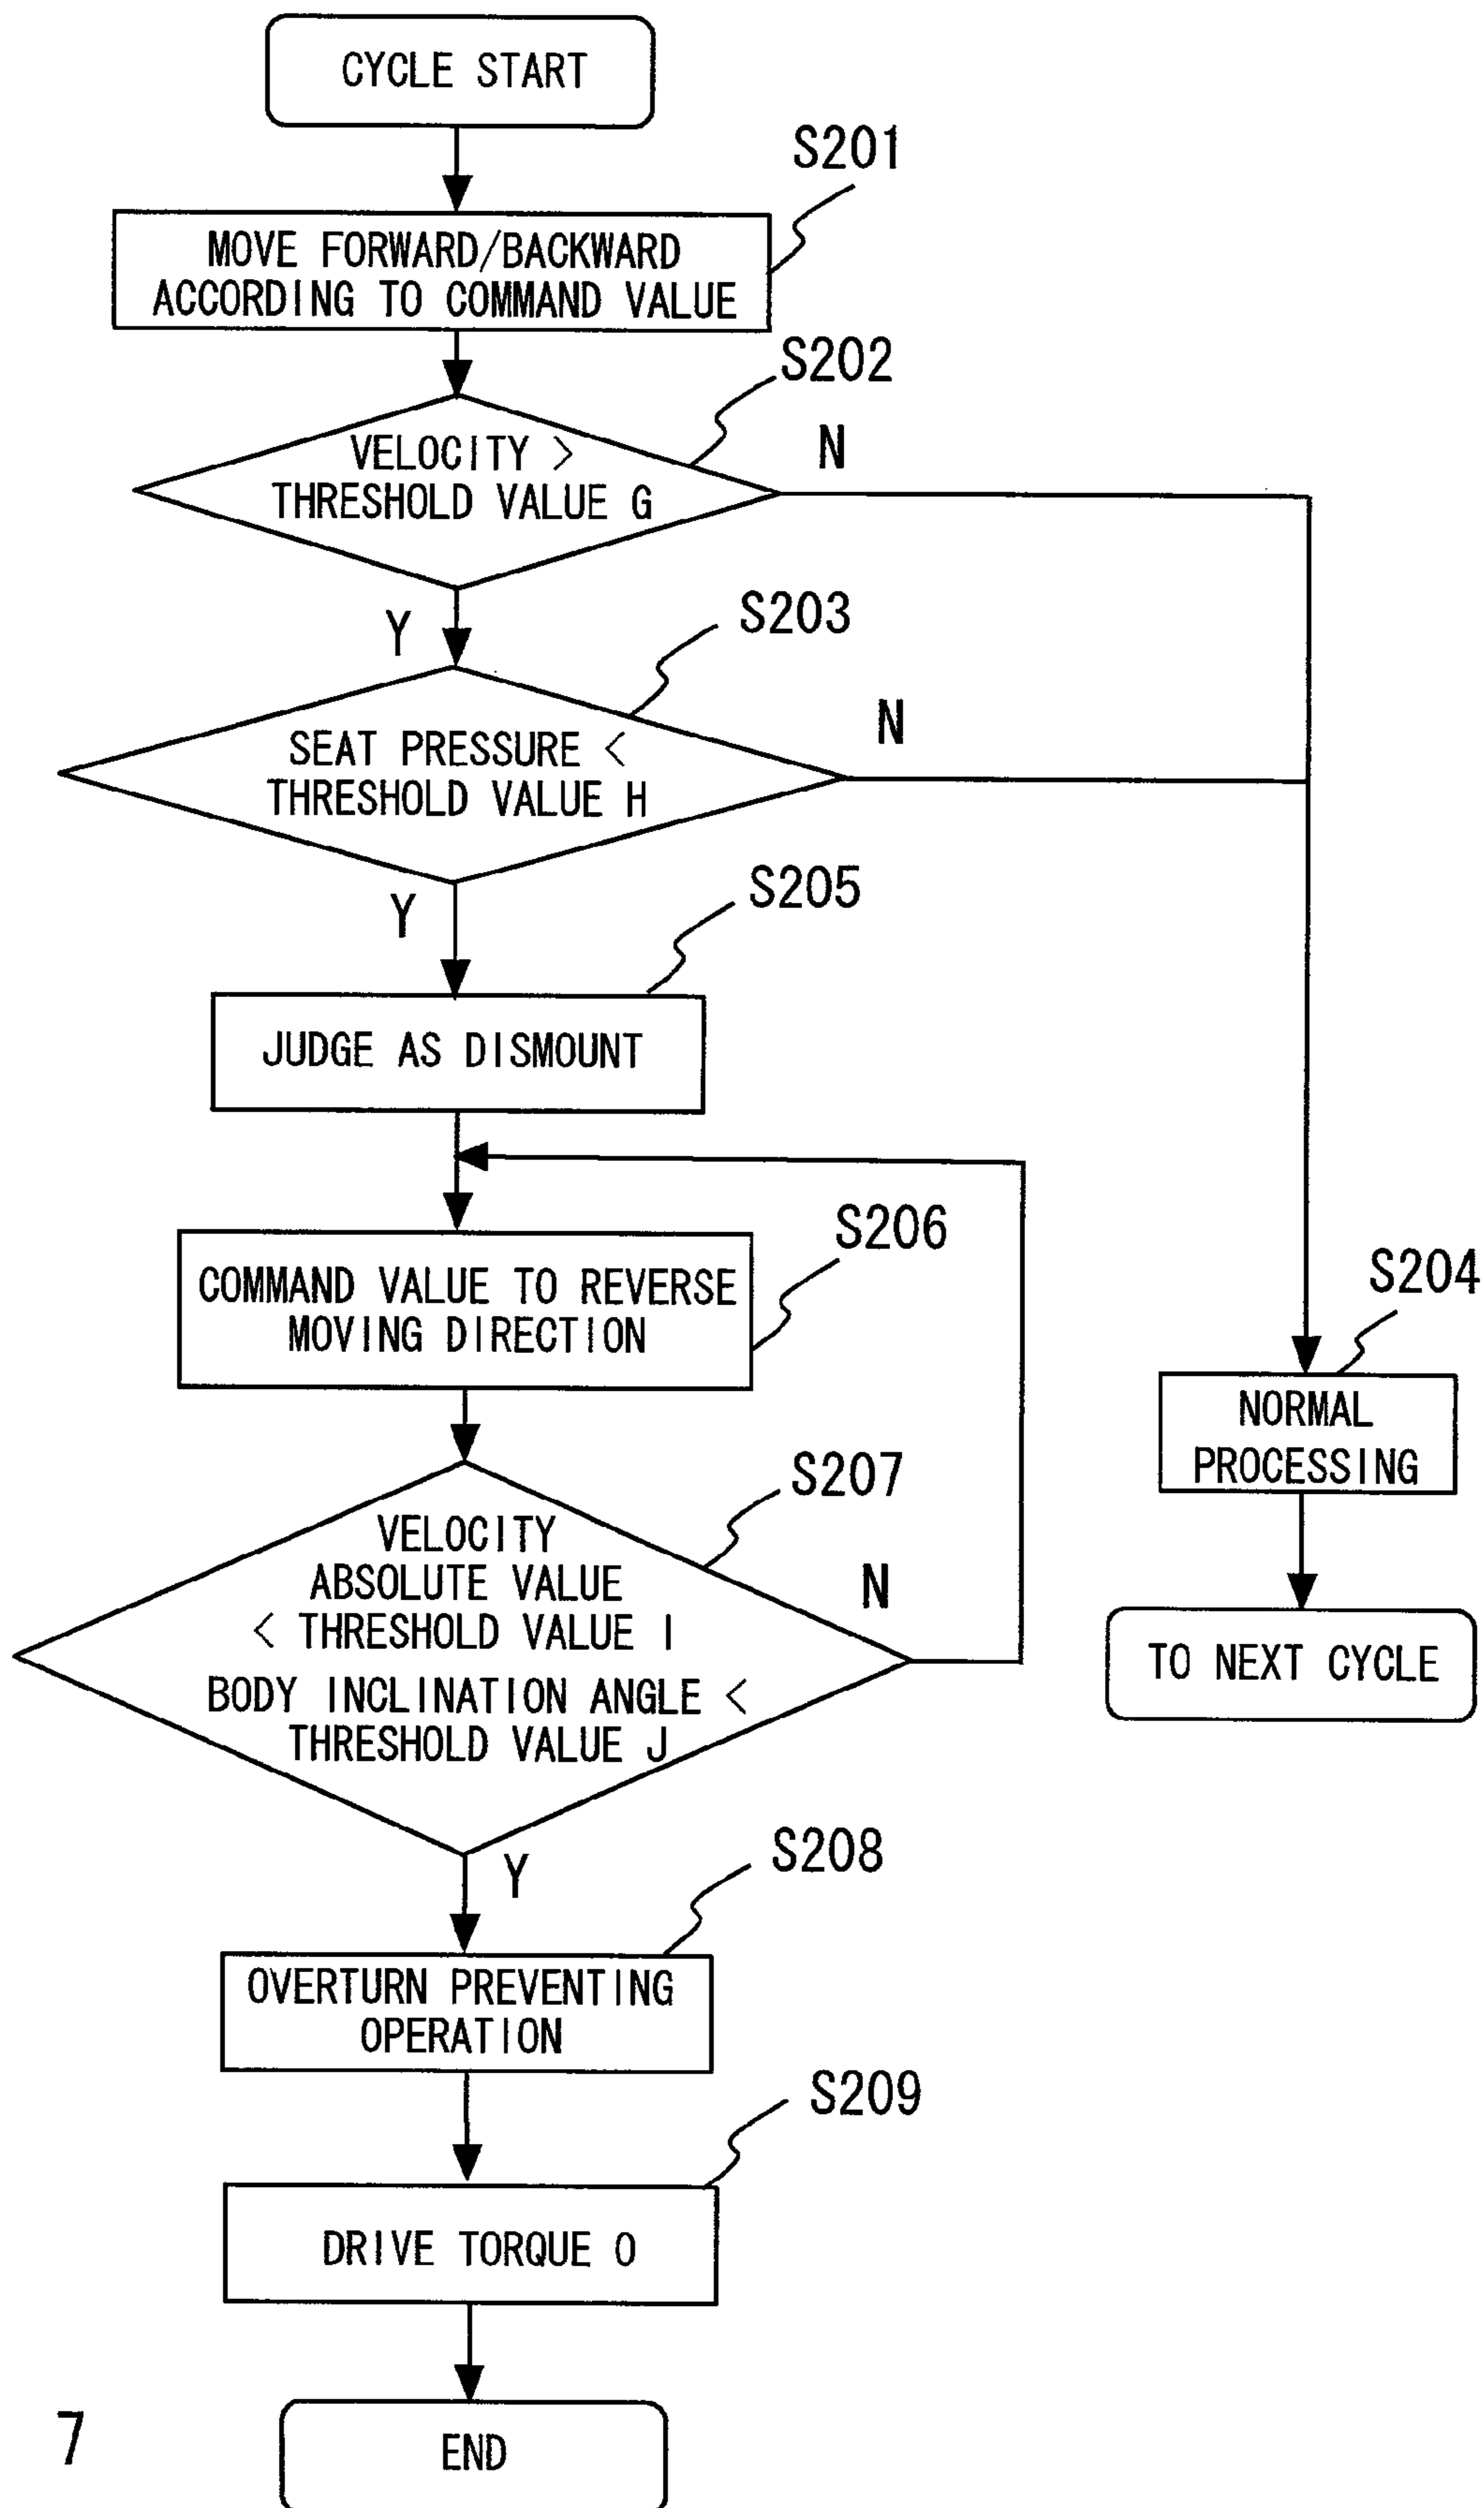 CYCLE START
S201
MOVE FORWARD/BACKWARD
ACCORDING TO COMMAND VALUE
S202
VELOCITY >
THRESHOLD VALUE G
N
Y
S203
SEAT PRESSURE <
THRESHOLD VALUE H
N
Y
S205
JUDGE AS DISMOUNT
S206
COMMAND VALUE TO REVERSE
MOVING DIRECTION
S204
NORMAL
PROCESSING
S207
VELOCITY
ABSOLUTE VALUE
< THRESHOLD VALUE I
BODY INCLINATION ANGLE <
THRESHOLD VALUE J
N
TO NEXT CYCLE
Y
S208
OVERTURN PREVENTING
OPERATION
S209
DRIVE TORQUE 0
END
7